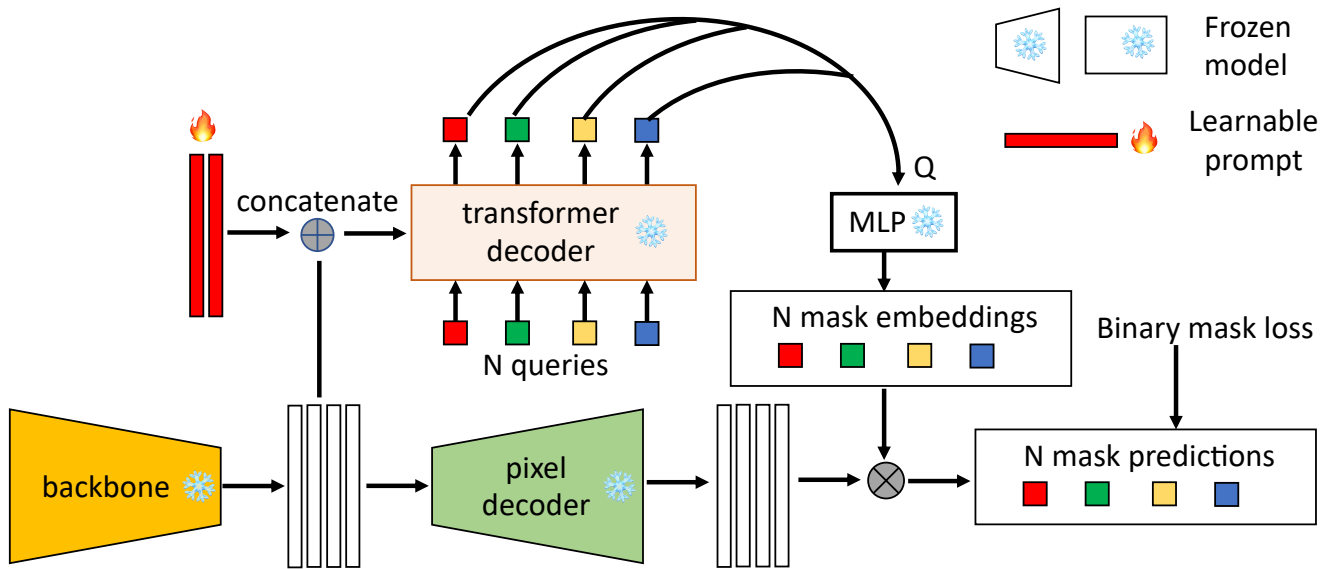 Frozen
model
Learnable
prompt
concatenate
transformer
decoder
Q
MLP
N mask embeddings
Binary mask loss
N queries
backbone
pixel
decoder
N mask predictions